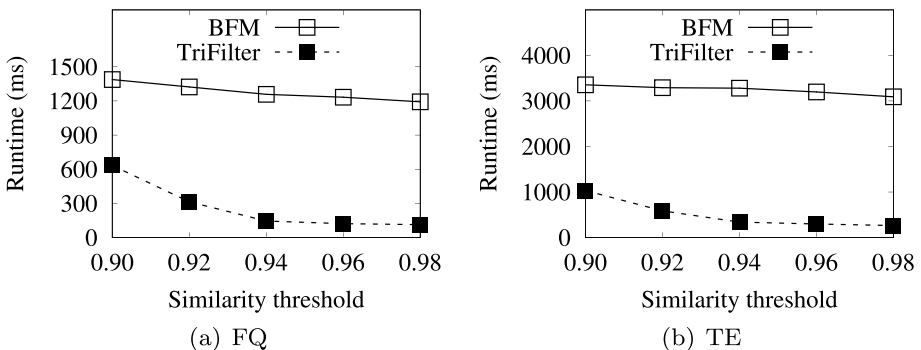 BFM
TriFilter
Runtime (ms)
1500
1200
900
600
300
0
0.90 0.92 0.94 0.96 0.98
Similarity threshold
(a) FQ
BFM
TriFilter
Runtime (ms)
4000
3000
2000
1000
0
0.90 0.92 0.94 0.96 0.98
Similarity threshold
(b) TE